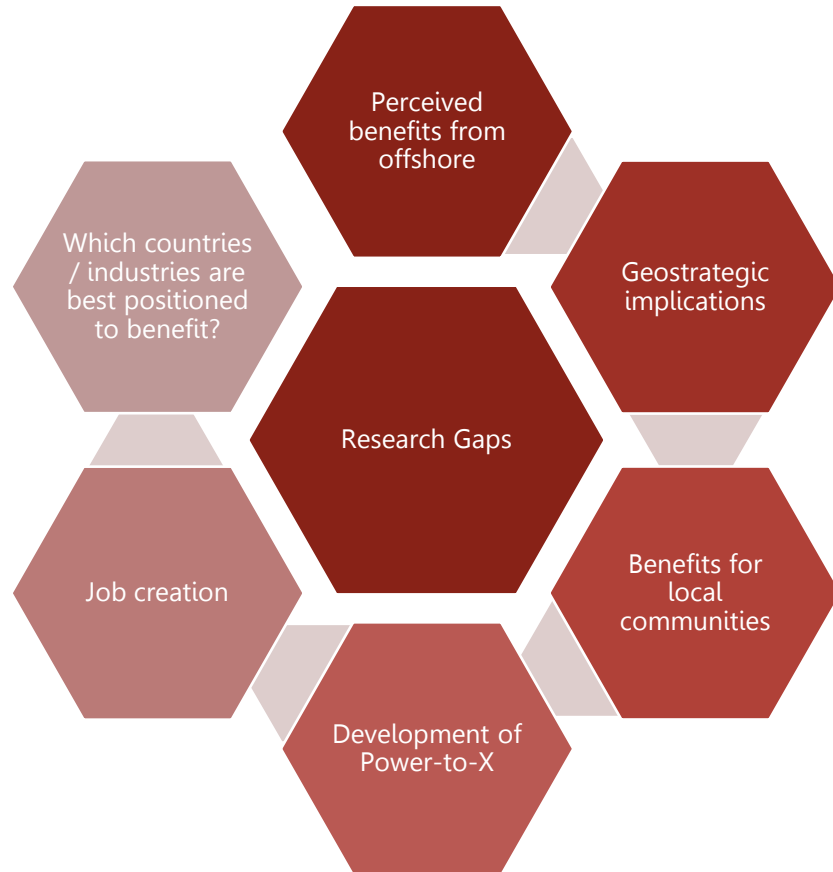 Perceived
benefits from
offshore
Geostrategic
implications
Benefits for
local
communities
Development of
Power-to-X
Job creation
Which countries
/ industries are
best positioned
to benefit?
Research Gaps